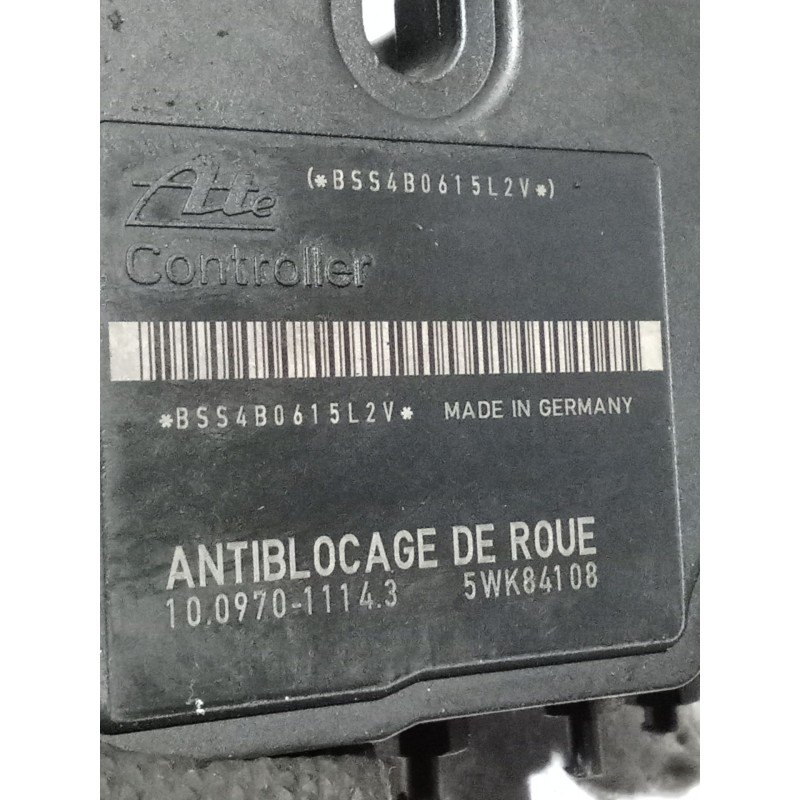 (*BSS4B0615L2V*)
Ate
Controller
*BSS4B0615L2V* MADE IN GERMANY
ANTIBLOCAGE DE ROUE
10.0970-1114.3 5WK84108